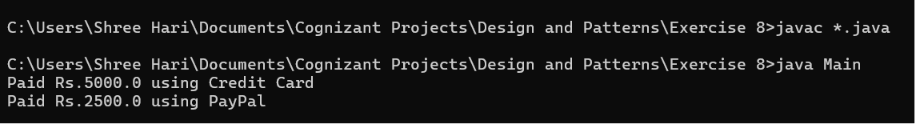 C:\Users\Shree Hari\Documents\Cognizant Projects\Design and Patterns\Exercise 8>javac *.java
C:\Users\Shree Hari\Documents\Cognizant Projects\Design and Patterns\Exercise 8>java Main
Paid Rs.5000.0 using Credit Card
Paid Rs.2500.0 using PayPal